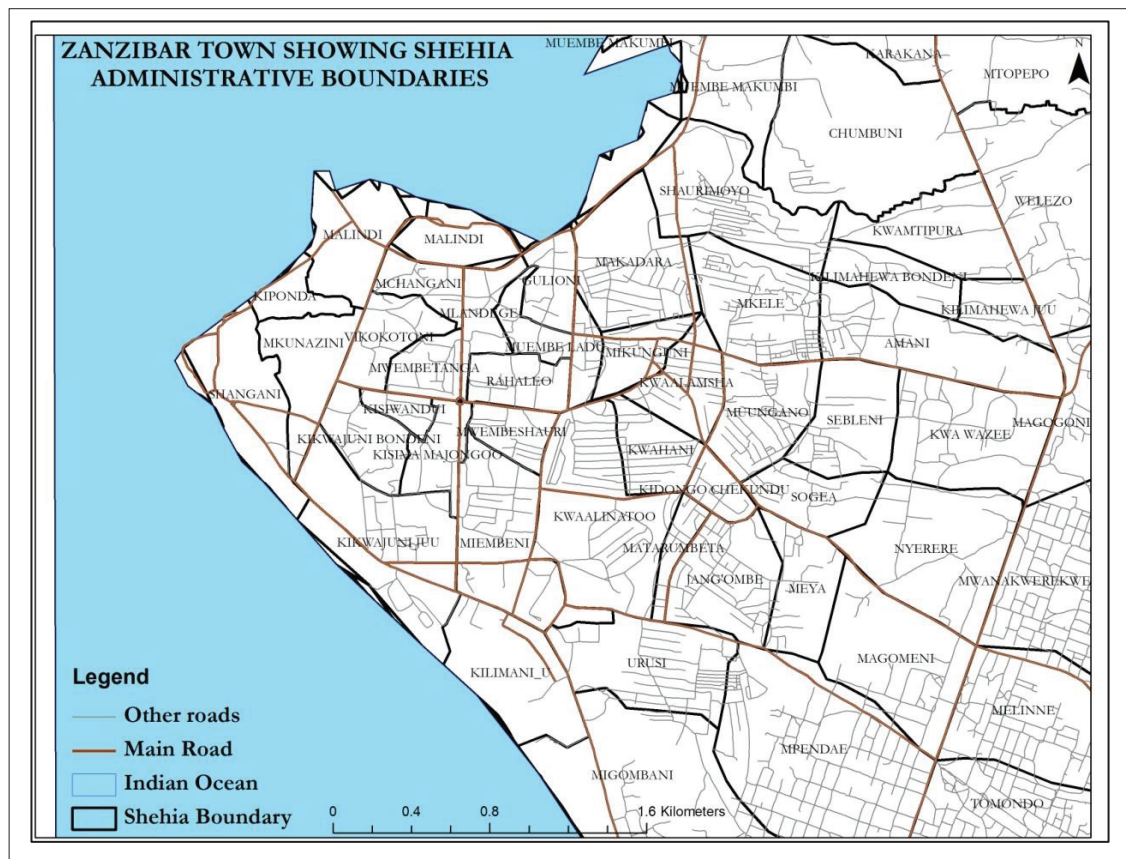 ZANZIBAR TOWN SHOWING SHEHIA
ADMINISTRATIVE BOUNDARIES
MUEMBE MAKUMBI
N
KARAKANA
MTOPEPO
MUEMBE MAKUMBI
CHUMBUNI
SHAURIMOYO
WELEZO
KWAMTIPURA
MALINDI
MALINDI
MAKADARA
KILIMAHEWA BONDENI
MCHANGANI
GULIONI
KIPONDA
MKELE
KILIMAHEWA JUU
MLANDEGE
VIKOKOTONI
MKUNAZINI
MUEMBE LADU
MIKUNGUNI
AMANI
MWEMBETANGA
RAHALEO
KWAALAMSHA
SHANGANI
KISIWANDUI
MUUNGANO
SEBLENI
MAGOGONI
KIKWAJUNI BONDENI
MWEMBESHAURI
KWA WAZEE
KISIMA MAJONGOO
KWAHANI
KIDONGO CHEKUNDU
SOGEA
KWAALINATOO
KIKWAJUNI JUU
MIEMBENI
MATARUMBETA
NYERERE
JANG'OMBE
MEYA
MWANAKWEREKWE
URUSI
MAGOMENI
KILIMANI_U
MELINNE
MPENDAE
MIGOMBANI
TOMONDO
Legend
Other roads
Main Road
Indian Ocean
Shehia Boundary
0 0.4 0.8 1.6 Kilometers